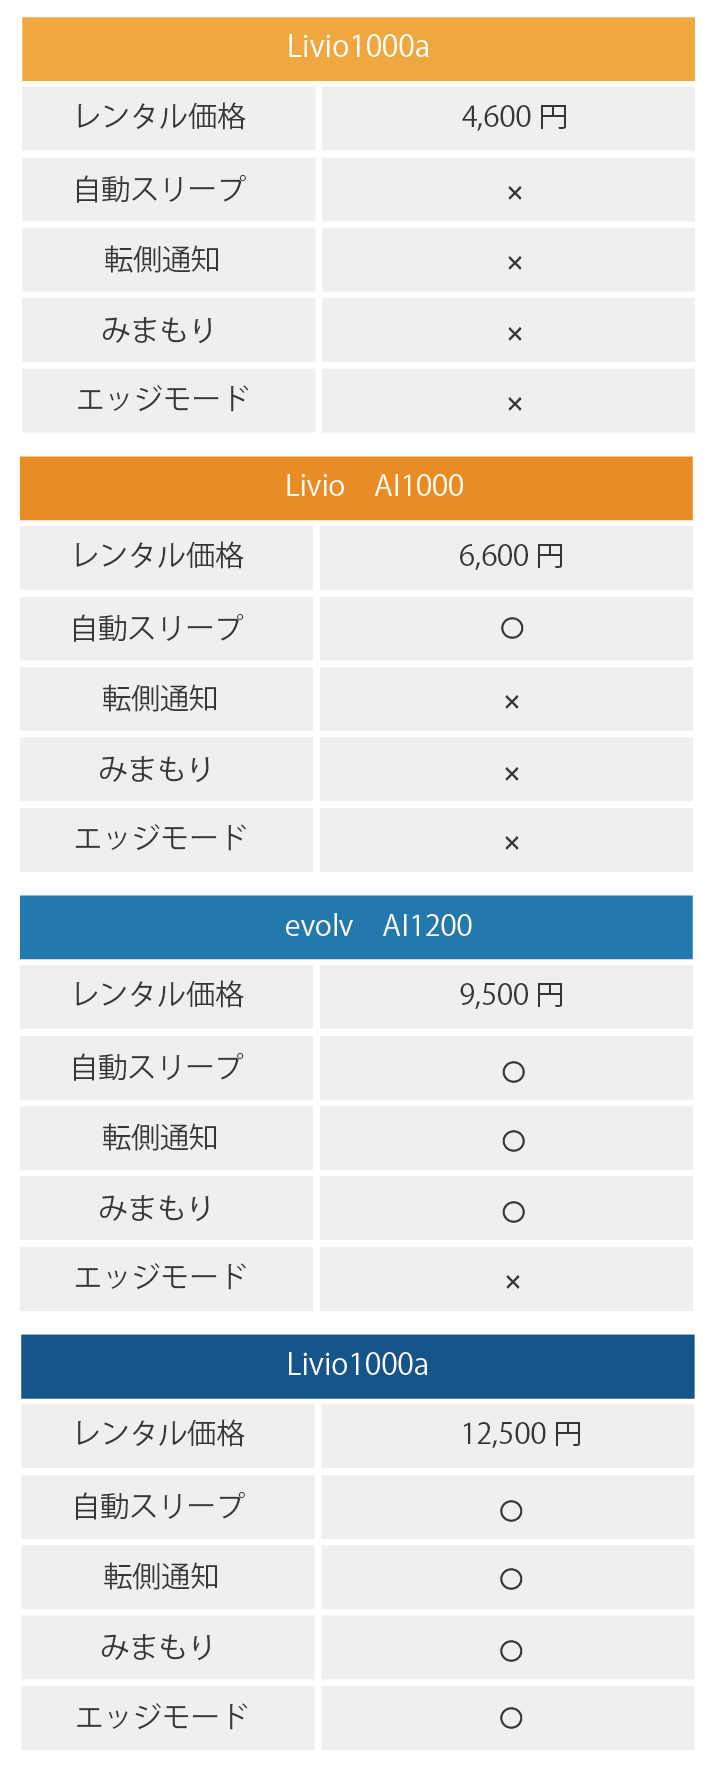 Livio1000a
レンタル価格 4,600 円
自動スリープ ×
転側通知 ×
みまもり ×
エッジモード ×
Livio　AI1000
レンタル価格 6,600 円
自動スリープ ○
転側通知 ×
みまもり ×
エッジモード ×
evolv　AI1200
レンタル価格 9,500 円
自動スリープ ○
転側通知 ○
みまもり ○
エッジモード ×
Livio1000a
レンタル価格 12,500 円
自動スリープ ○
転側通知 ○
みまもり ○
エッジモード ○